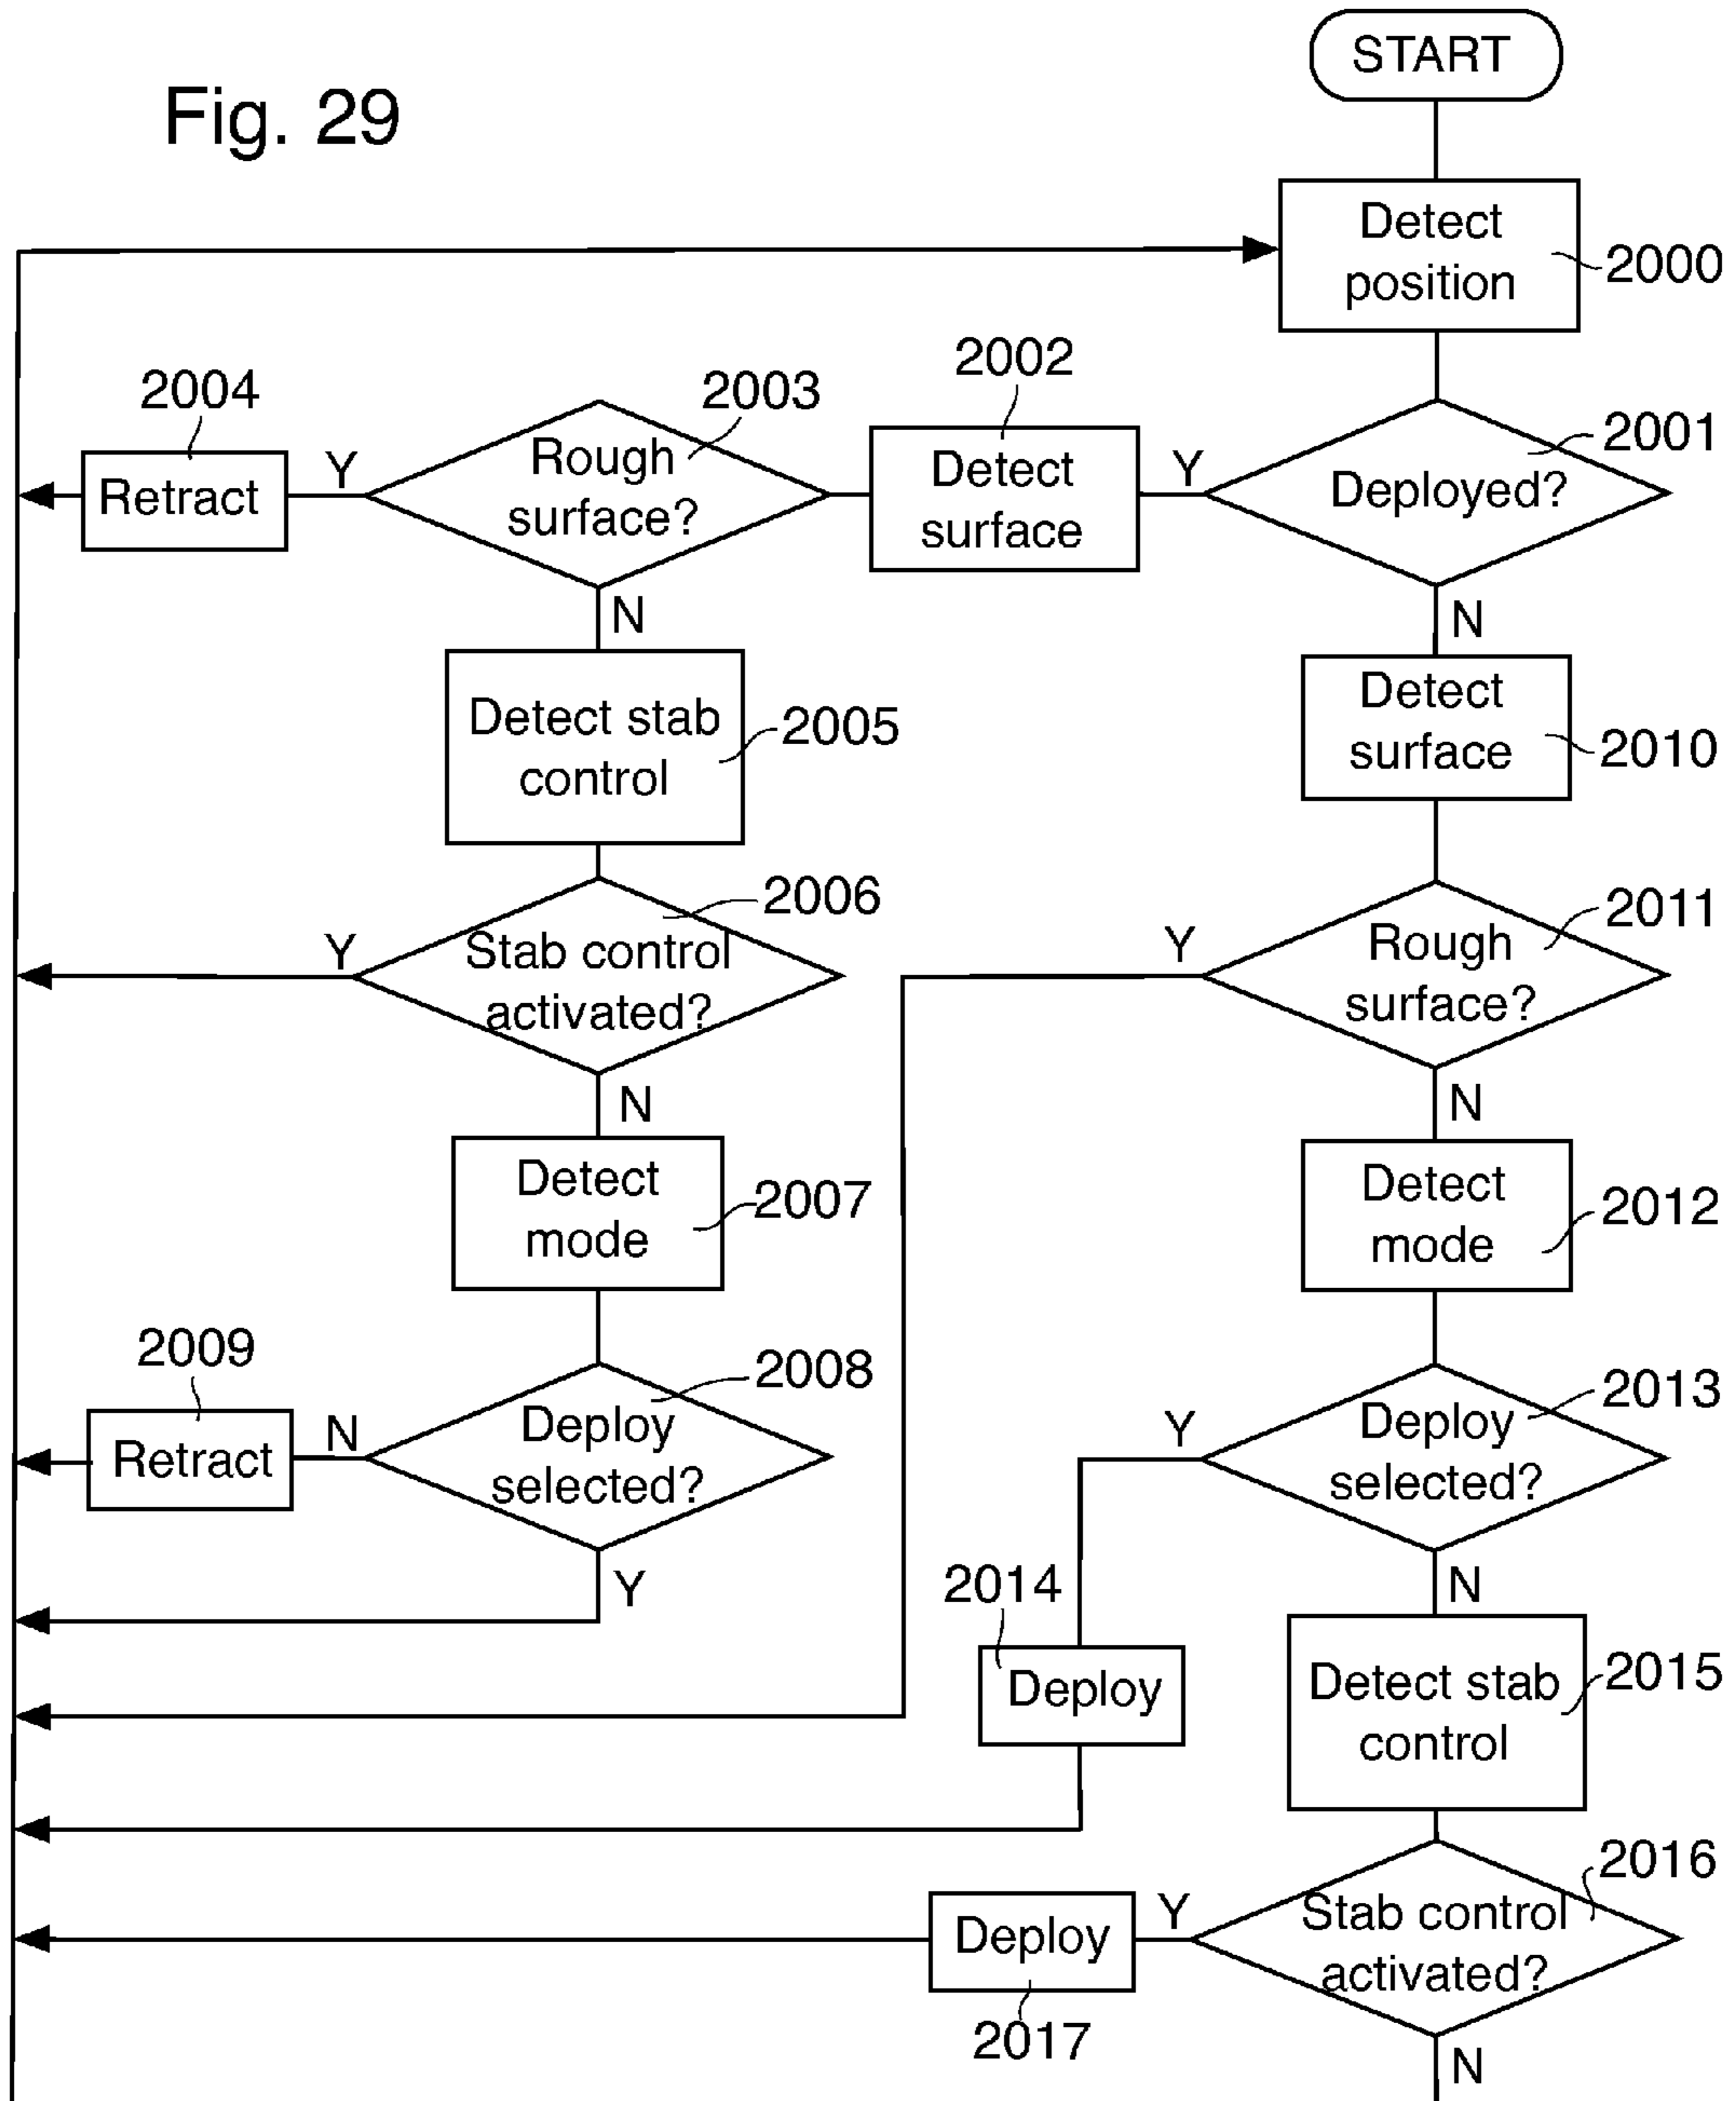 Fig. 29
START
Detect
position
2000
2001
Deployed?
Y
N
2002
Detect
surface
2003
Rough
surface?
Y
N
2004
Retract
2005
Detect stab
control
2006
Stab control
activated?
Y
N
2007
Detect
mode
2008
Deploy
selected?
N
Y
2009
Retract
2010
Detect
surface
2011
Rough
surface?
Y
N
2012
Detect
mode
2013
Deploy
selected?
Y
N
2014
Deploy
2015
Detect stab
control
2016
Stab control
activated?
Y
N
Deploy
2017